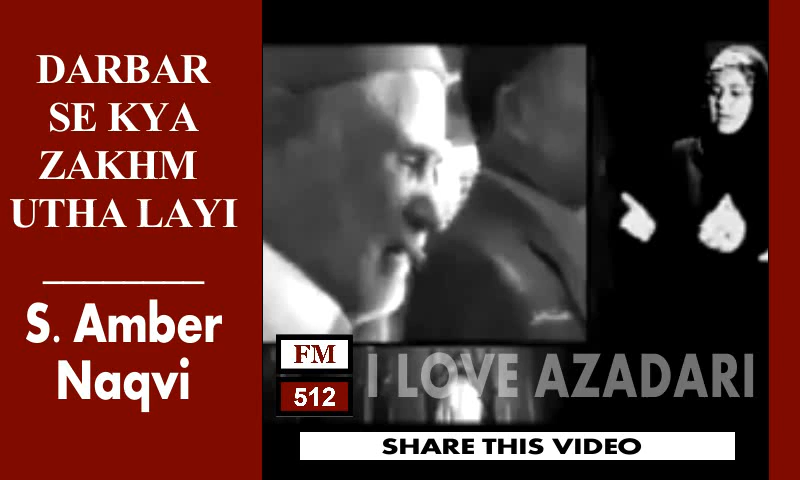 DARBAR
SE KYA
ZAKHM
UTHA LAYI
S. Amber
Naqvi
FM
512
I LOVE AZADARI
SHARE THIS VIDEO